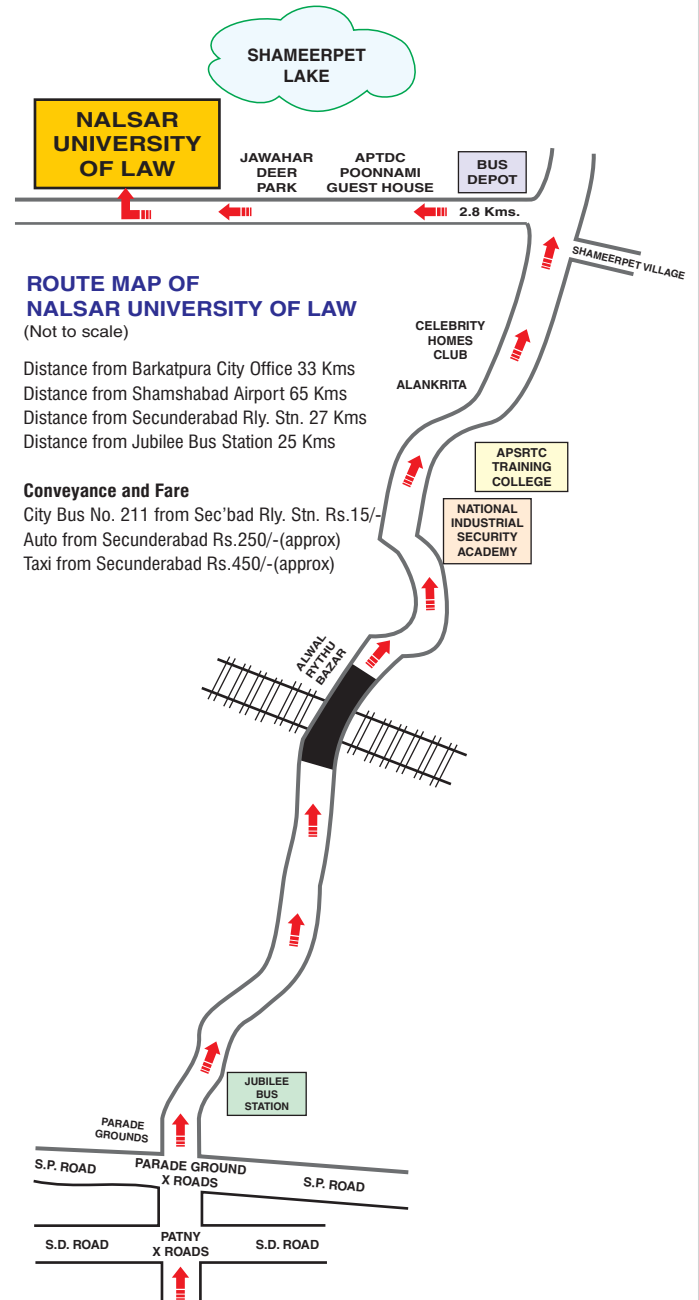 SHAMEERPET
LAKE
NALSAR
UNIVERSITY
OF LAW
JAWAHAR
DEER
PARK
APTDC
POONNAMI
GUEST HOUSE
BUS
DEPOT
2.8 Kms.
SHAMEERPET VILLAGE
ROUTE MAP OF
NALSAR UNIVERSITY OF LAW
(Not to scale)
Distance from Barkatpura City Office 33 Kms
Distance from Shamshabad Airport 65 Kms
Distance from Secunderabad Rly. Stn. 27 Kms
Distance from Jubilee Bus Station 25 Kms
Conveyance and Fare
City Bus No. 211 from Sec'bad Rly. Stn. Rs.15/-
Auto from Secunderabad Rs.250/-(approx)
Taxi from Secunderabad Rs.450/-(approx)
CELEBRITY
HOMES
CLUB
ALANKRITA
APSRTC
TRAINING
COLLEGE
NATIONAL
INDUSTRIAL
SECURITY
ACADEMY
ALWAL
RYTHU
BAZAR
JUBILEE
BUS
STATION
PARADE
GROUNDS
S.P. ROAD
PARADE GROUND
X ROADS
S.P. ROAD
S.D. ROAD
PATNY
X ROADS
S.D. ROAD